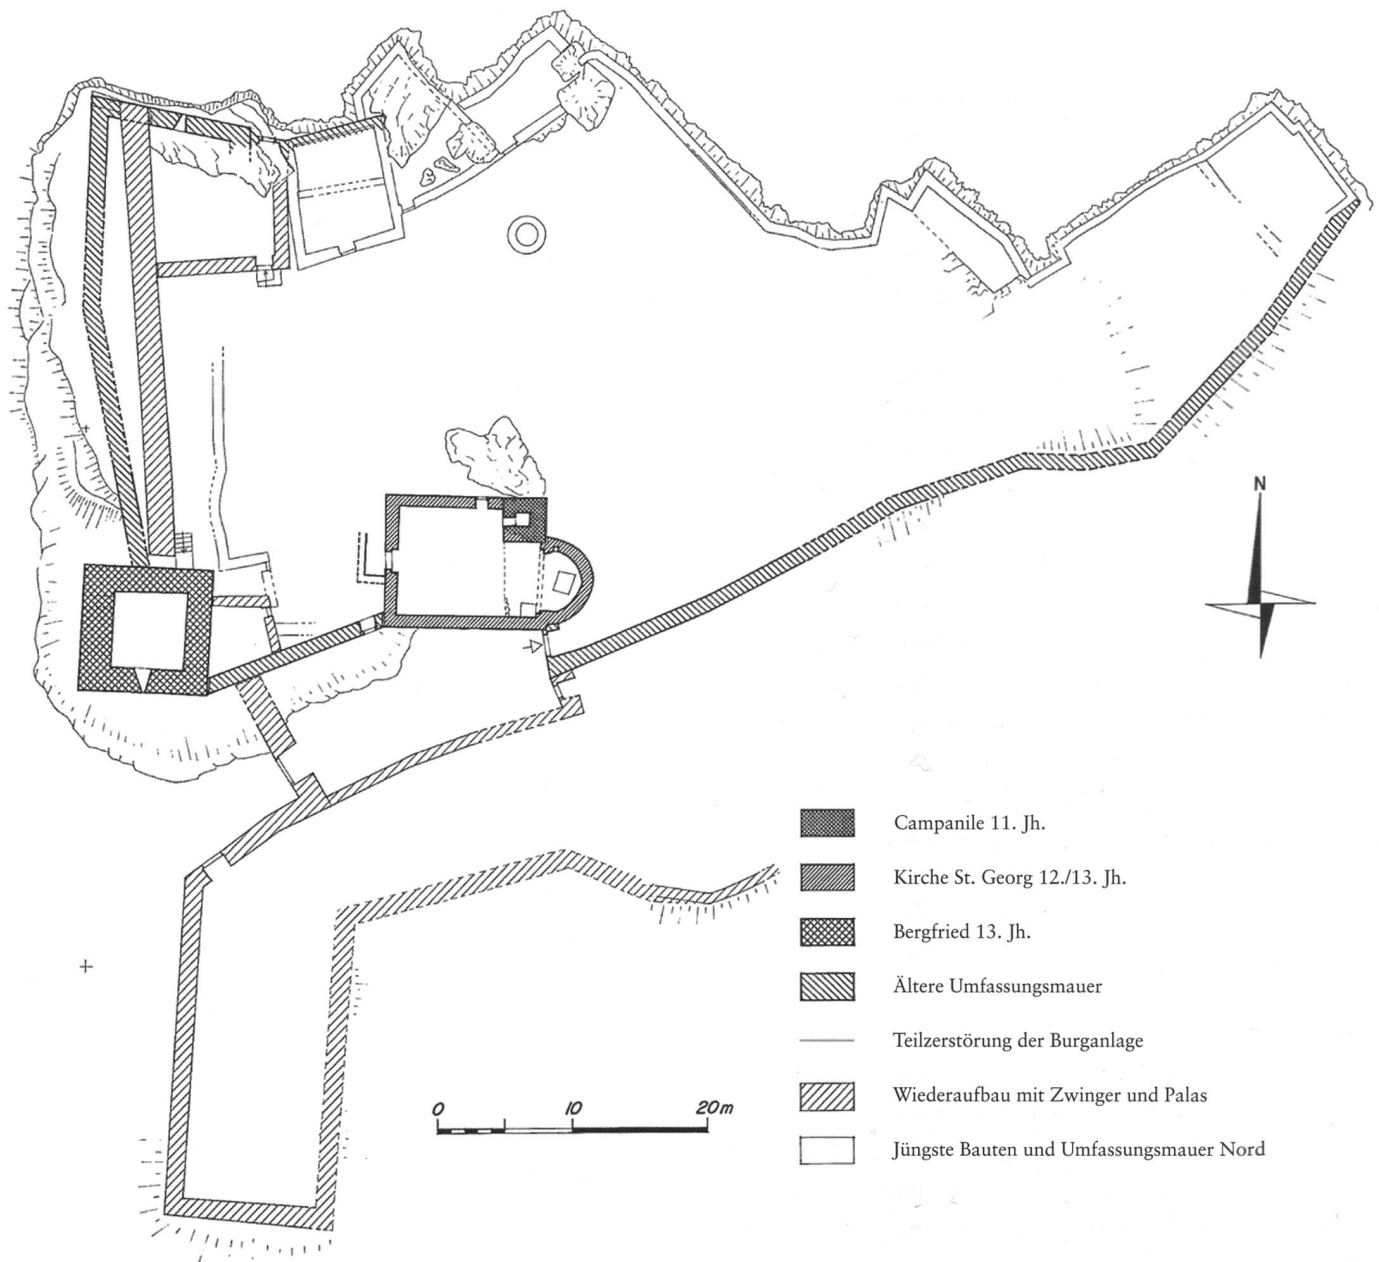 N
Campanile 11. Jh.
Kirche St. Georg 12./13. Jh.
Bergfried 13. Jh.
Ältere Umfassungsmauer
Teilzerstörung der Burganlage
Wiederaufbau mit Zwinger und Palas
Jüngste Bauten und Umfassungsmauer Nord
0 10 20m